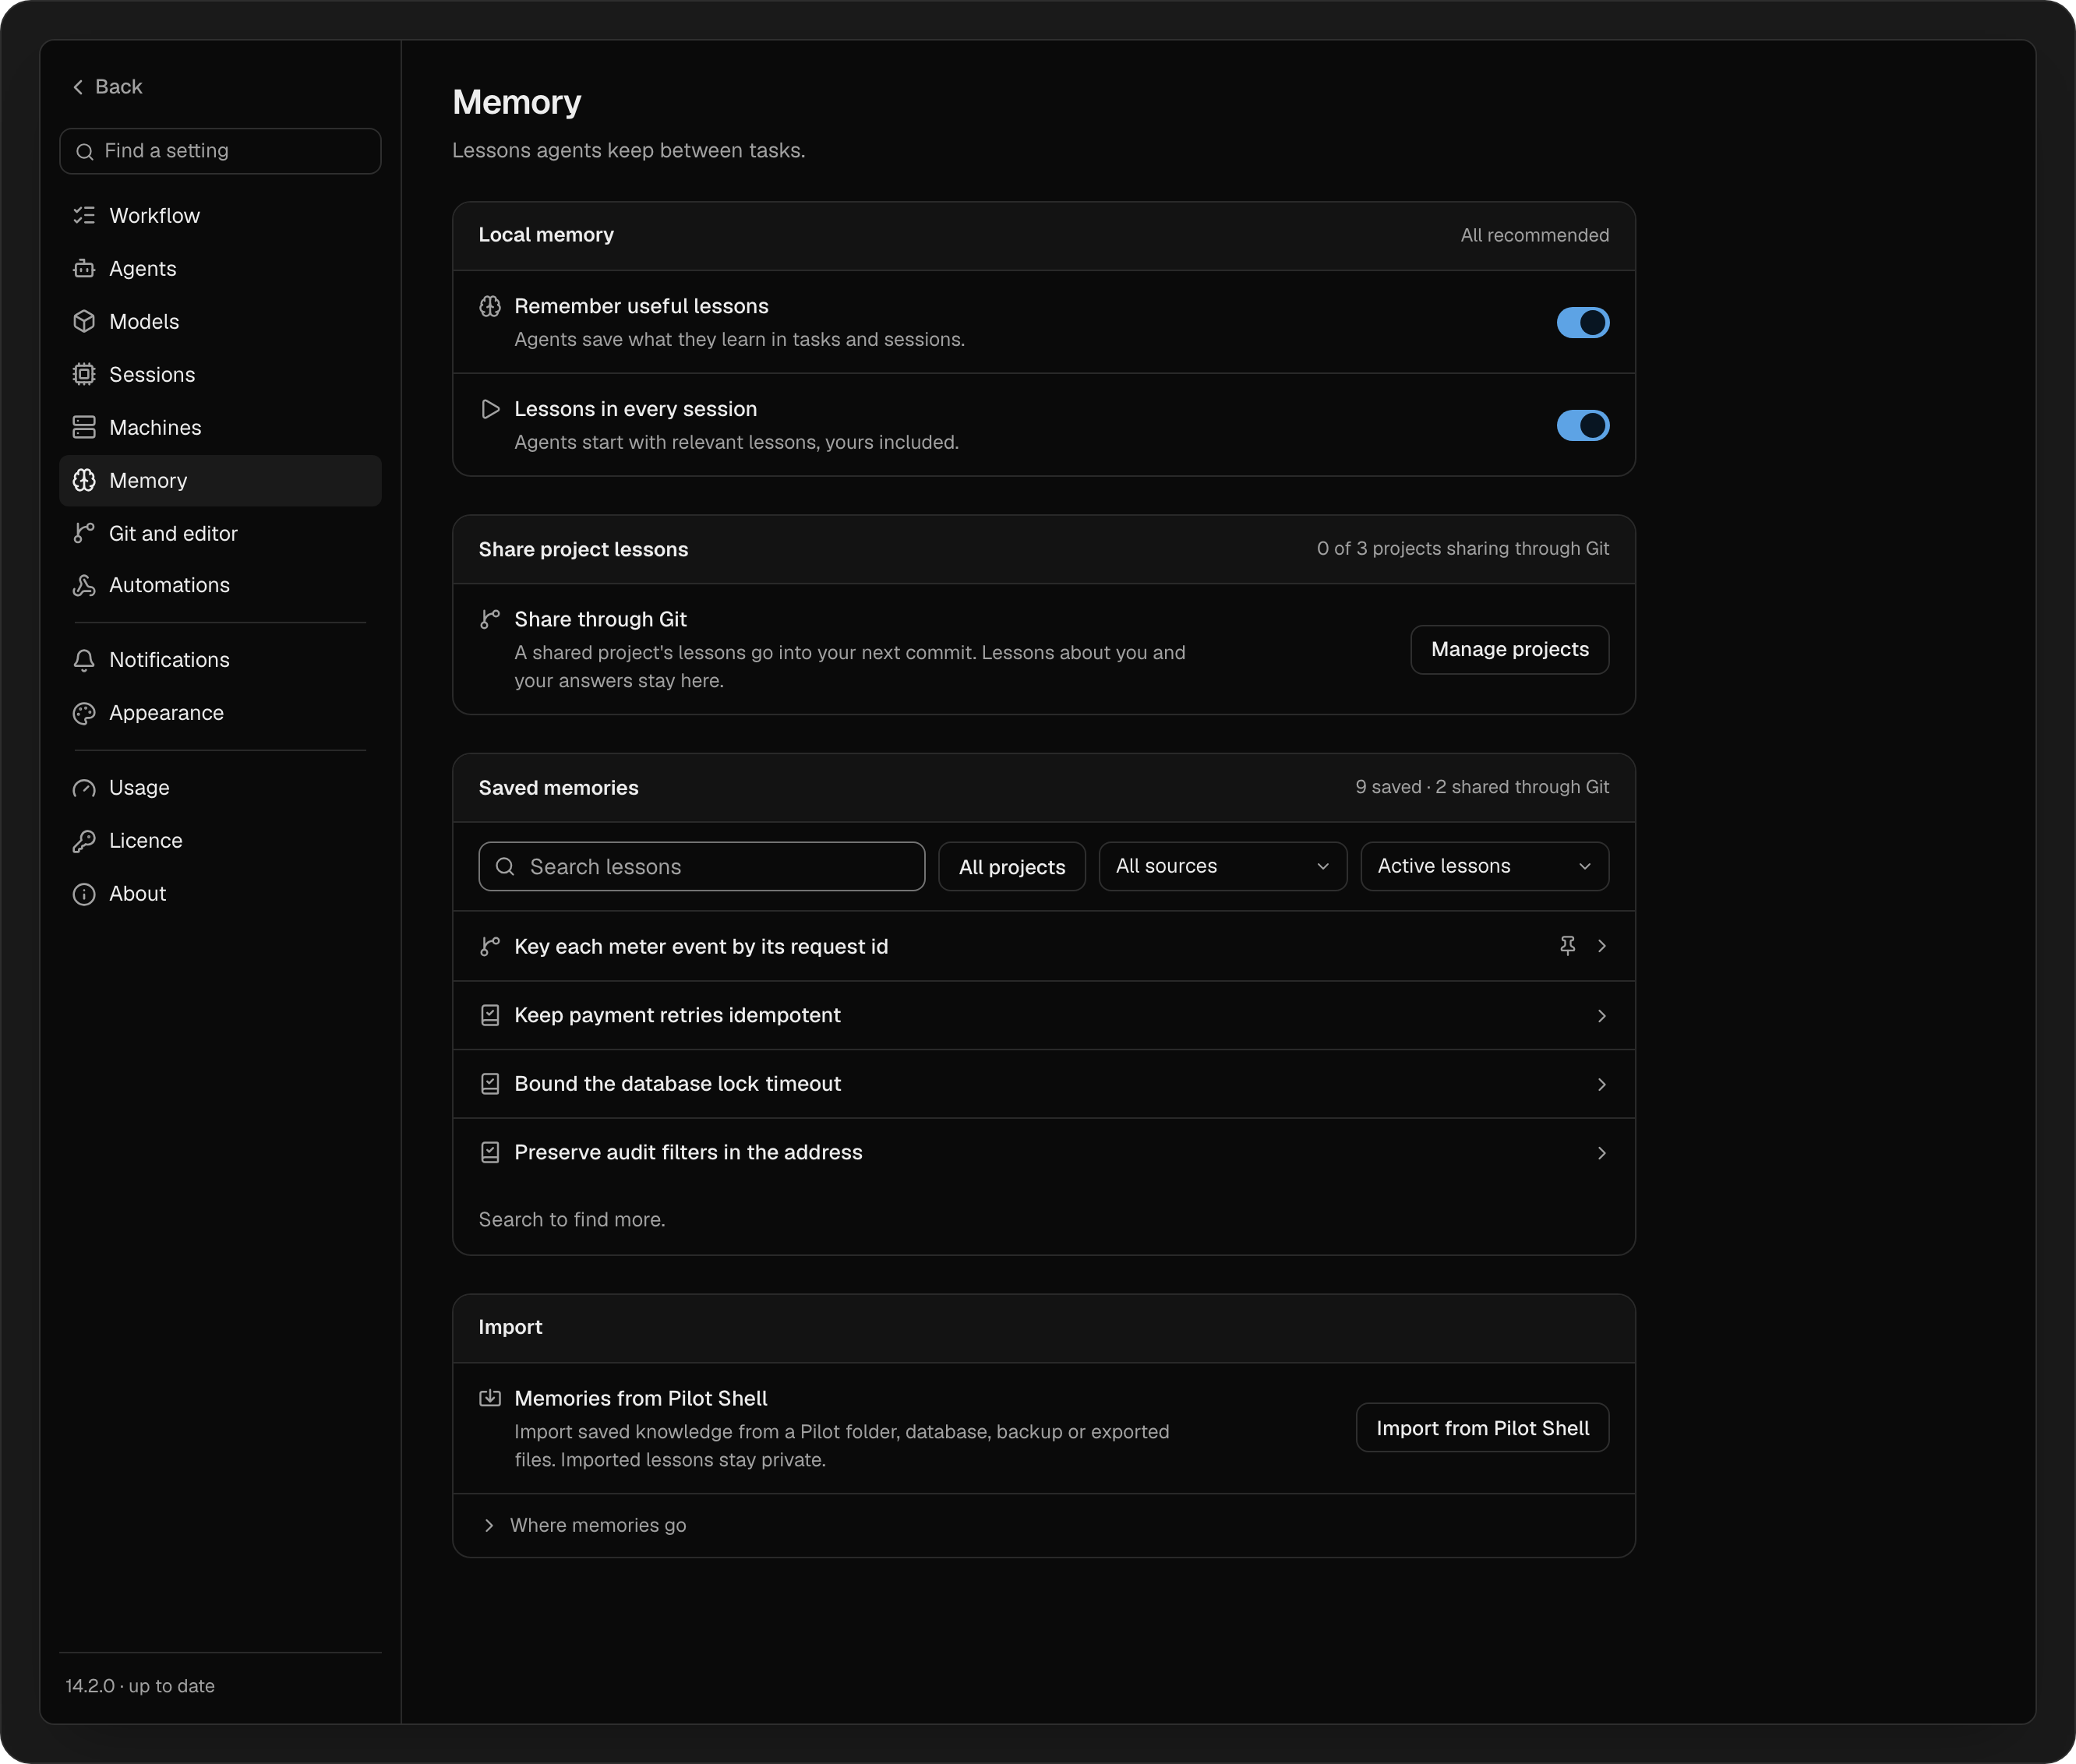 Back
Find a setting
Workflow
Agents
Models
Sessions
Machines
Memory
Git and editor
Automations
Notifications
Appearance
Usage
Licence
About
14.2.0 · up to date
Memory
Lessons agents keep between tasks.
Local memory
All recommended
Remember useful lessons
Agents save what they learn in tasks and sessions.
Lessons in every session
Agents start with relevant lessons, yours included.
Share project lessons
0 of 3 projects sharing through Git
Share through Git
A shared project's lessons go into your next commit. Lessons about you and
your answers stay here.
Manage projects
Saved memories
9 saved · 2 shared through Git
Search lessons
All projects
All sources
Active lessons
Key each meter event by its request id
Keep payment retries idempotent
Bound the database lock timeout
Preserve audit filters in the address
Search to find more.
Import
Memories from Pilot Shell
Import saved knowledge from a Pilot folder, database, backup or exported
files. Imported lessons stay private.
Import from Pilot Shell
Where memories go